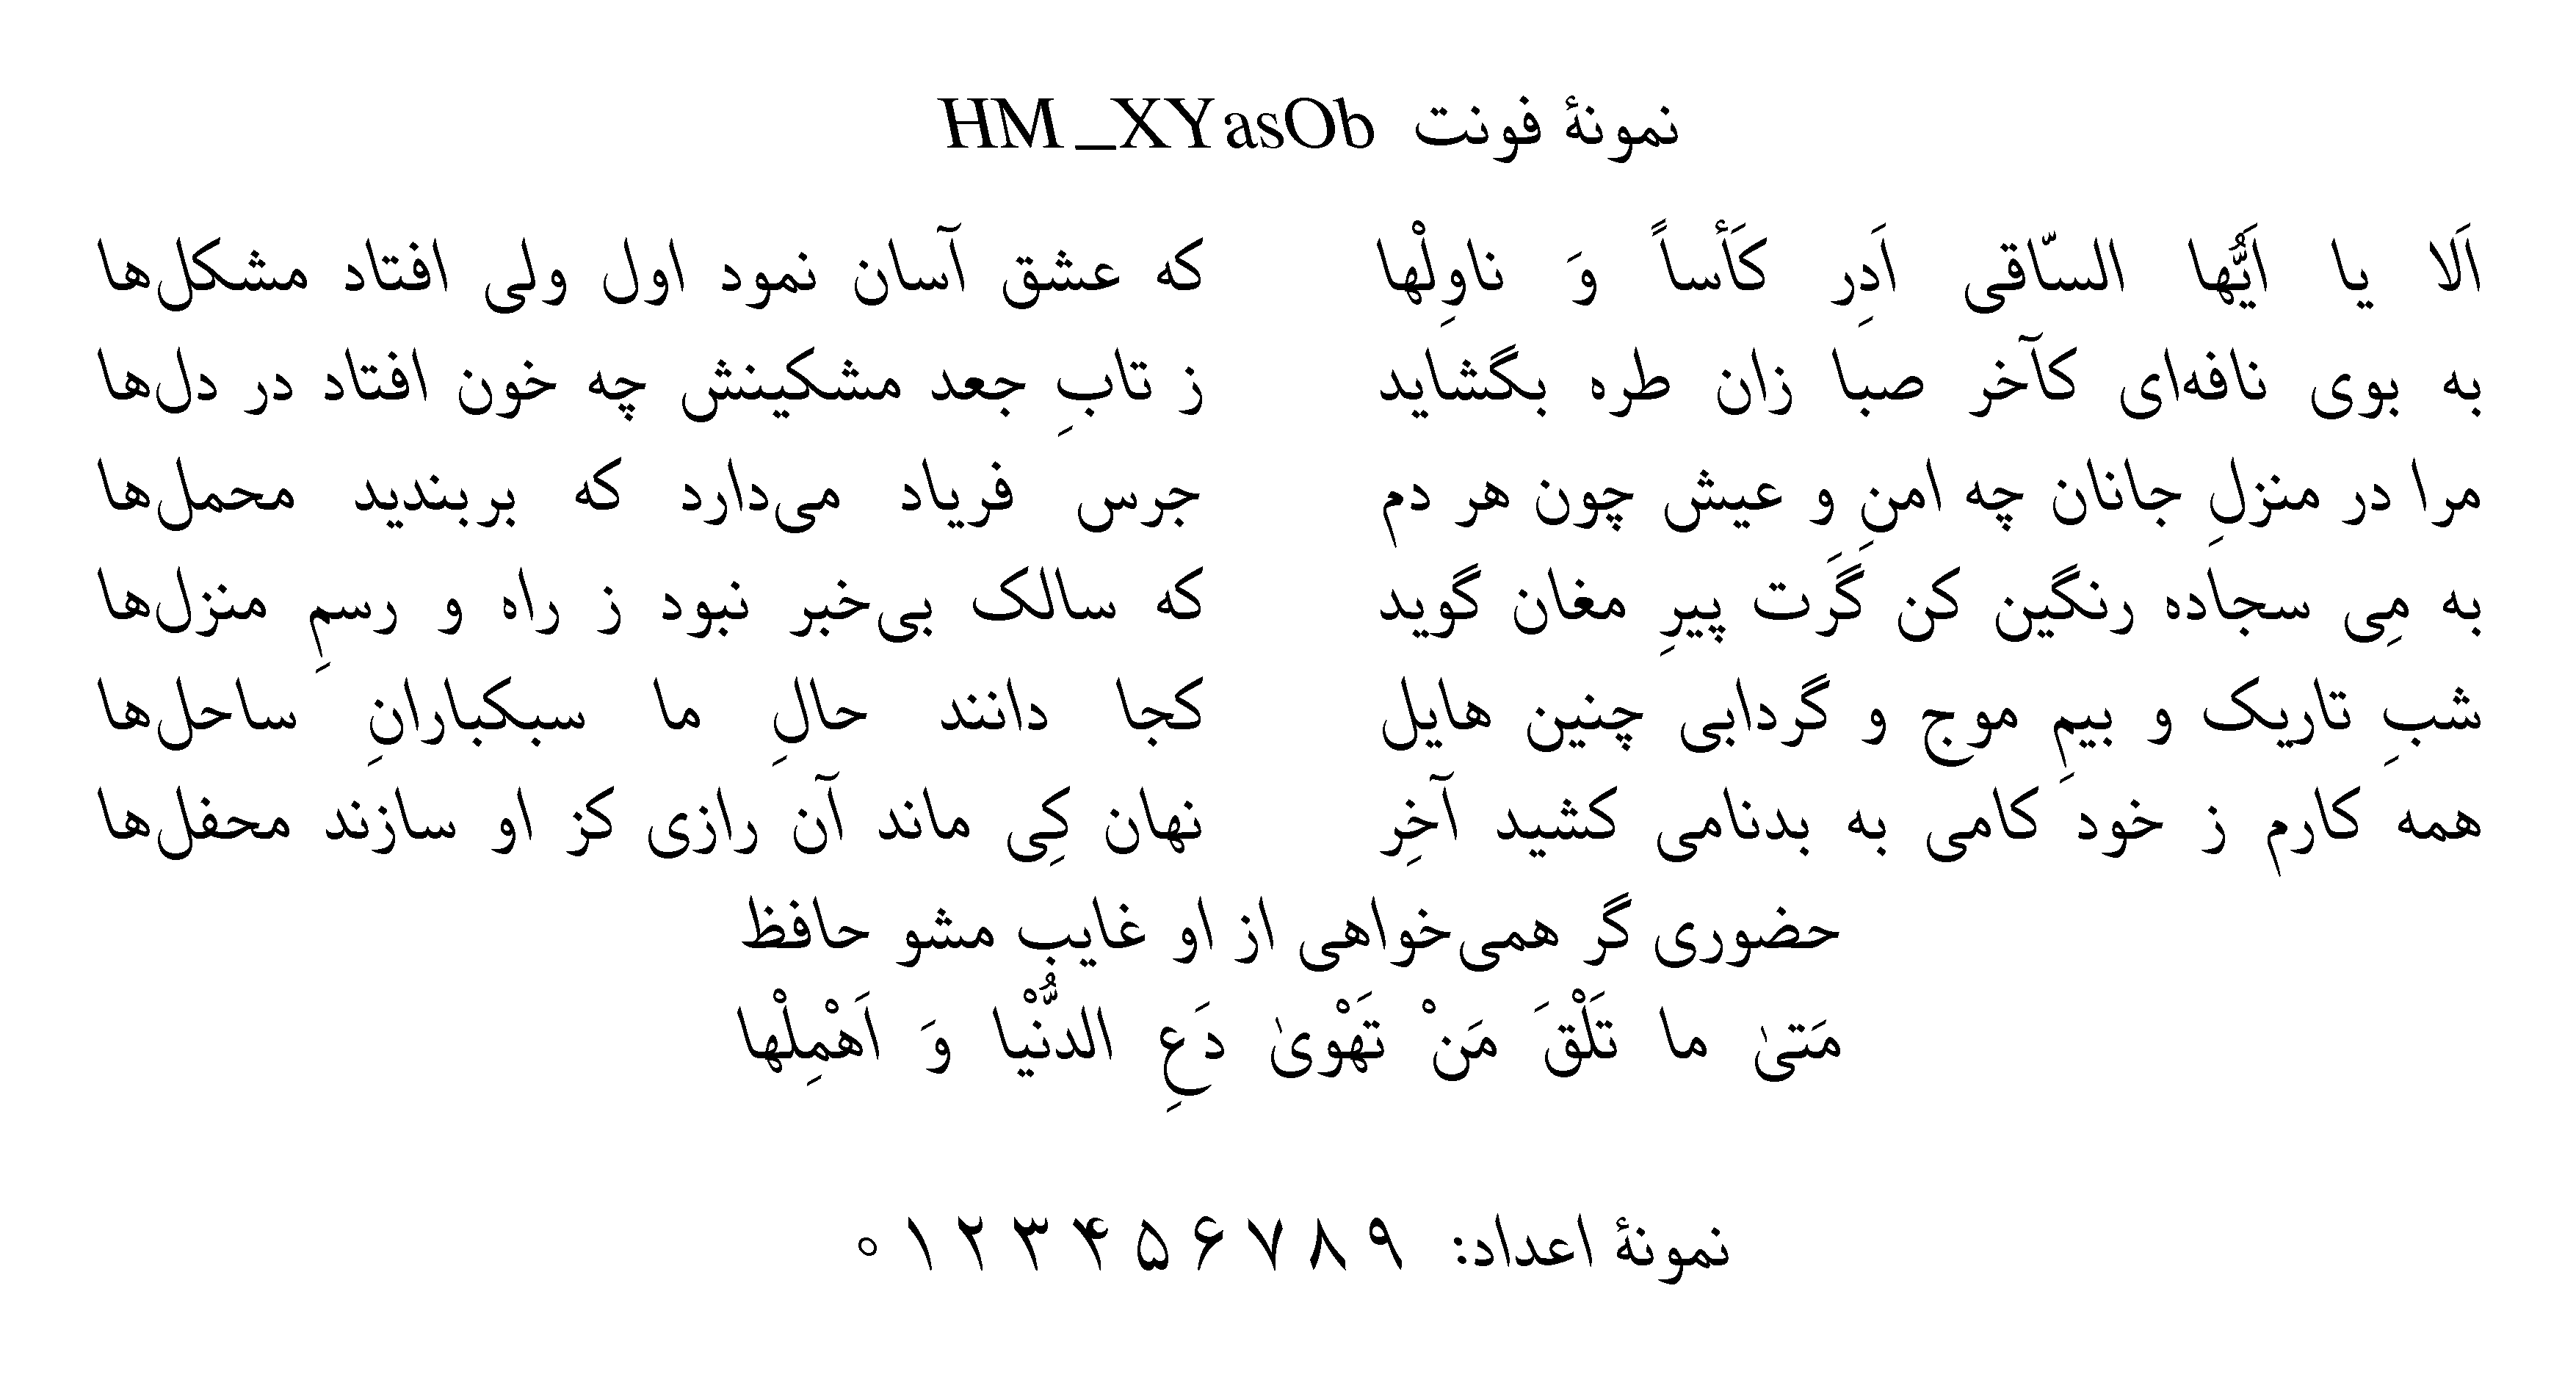 نمونهٔ فونت HM_XYasOb
اَلا یا اَیُّها السّاقی اَدِر کَأساً وَ ناوِلْها که عشق آسان نمود اول ولی افتاد مشکل‌ها
به بوی نافه‌ای کآخر صبا زان طره بگشاید ز تابِ جعد مشکینش چه خون افتاد در دل‌ها
مرا در منزلِ جانان چه امنِ و عیش چون هر دم جرس فریاد می‌دارد که بربندید محمل‌ها
به مِی سجاده رنگین کن گَرت پیرِ مغان گوید که سالک بی‌خبر نبود ز راه و رسمِ منزل‌ها
شبِ تاریک و بیمِ موج و گردابی چنین هایل کجا دانند حالِ ما سبکبارانِ ساحل‌ها
همه کارم ز خود کامی به بدنامی کشید آخِر نهان کِی ماند آن رازی کز او سازند محفل‌ها
حضوری گر همی‌خواهی از او غایب مشو حافظ
مَتیٰ ما تَلْقَ مَنْ تَهْویٰ دَعِ الدُّنْیا وَ اَهْمِلْها
نمونهٔ اعداد: ۹ ۸ ۷ ۶ ۵ ۴ ۳ ۲ ۱ ۰